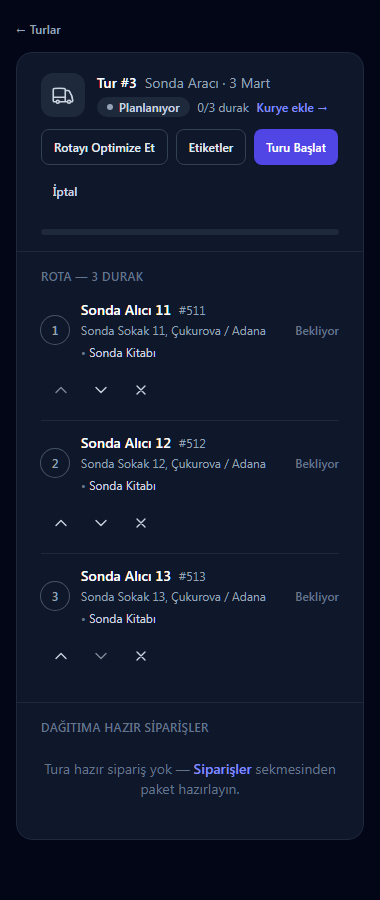 ← Turlar
Tur #3 Sonda Aracı · 3 Mart
Planlanıyor 0/3 durak Kurye ekle →
Rotayı Optimize Et Etiketler Turu Başlat
İptal
ROTA — 3 DURAK
Sonda Alıcı 11 #511
1 Sonda Sokak 11, Çukurova / Adana Bekliyor
• Sonda Kitabı
Sonda Alıcı 12 #512
2 Sonda Sokak 12, Çukurova / Adana Bekliyor
• Sonda Kitabı
Sonda Alıcı 13 #513
3 Sonda Sokak 13, Çukurova / Adana Bekliyor
• Sonda Kitabı
DAĞITIMA HAZIR SİPARİŞLER
Tura hazır sipariş yok — Siparişler sekmesinden
paket hazırlayın.